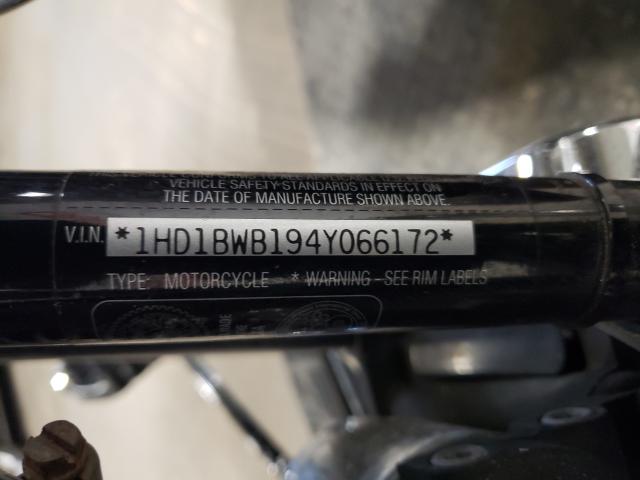 VEHICLE SAFETY STANDARDS IN EFFECT ON
THE DATE OF MANUFACTURE SHOWN ABOVE.
V.I.N. *1HD1BWB194Y066172*
TYPE: MOTORCYCLE * WARNING - SEE RIM LABELS